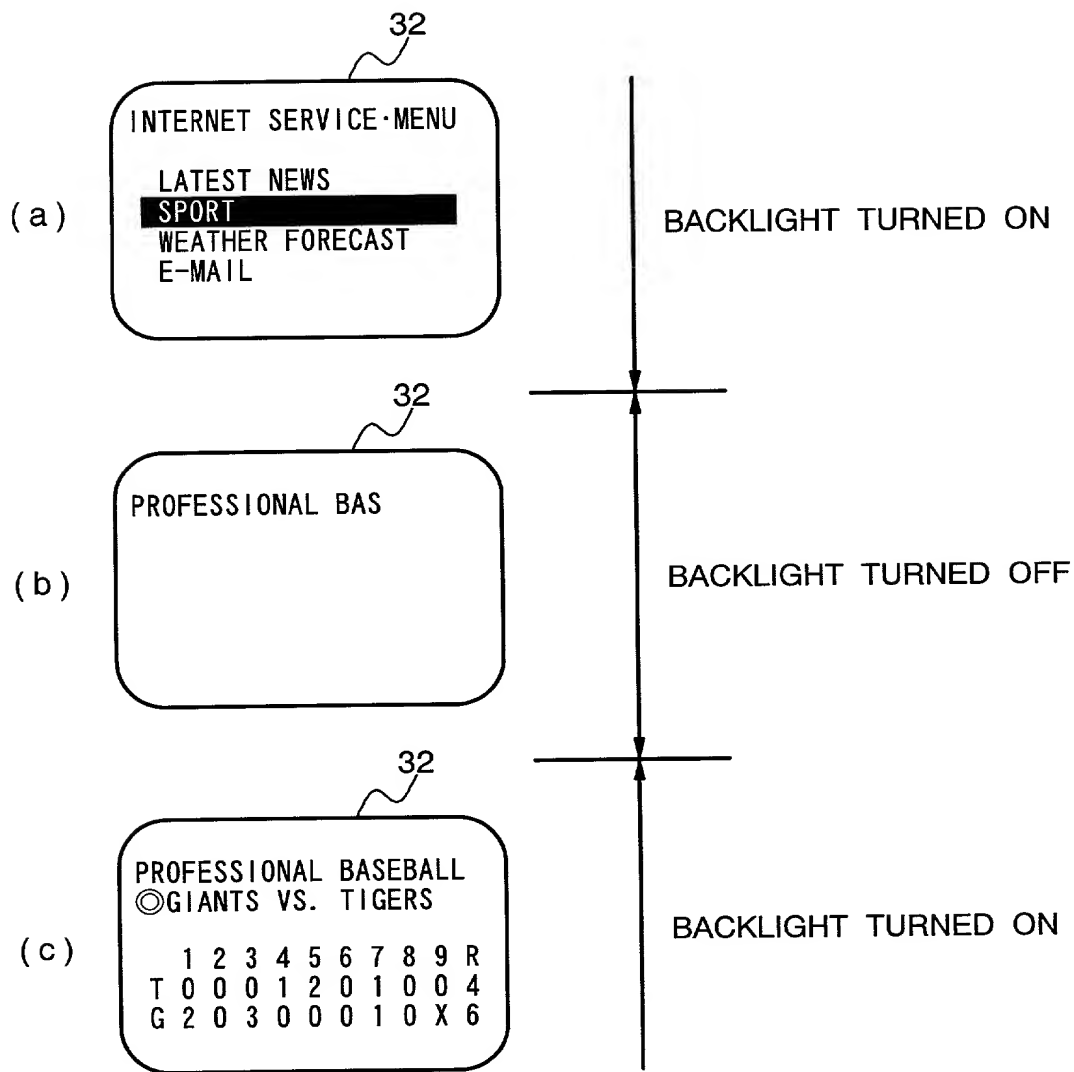 32
INTERNET SERVICE·MENU
LATEST NEWS
SPORT
WEATHER FORECAST
E-MAIL
(a)
BACKLIGHT TURNED ON
32
PROFESSIONAL BAS
(b)
BACKLIGHT TURNED OFF
32
PROFESSIONAL BASEBALL
◎GIANTS VS. TIGERS
1 2 3 4 5 6 7 8 9 R
T 0 0 0 1 2 0 1 0 0 4
G 2 0 3 0 0 0 1 0 X 6
(c)
BACKLIGHT TURNED ON